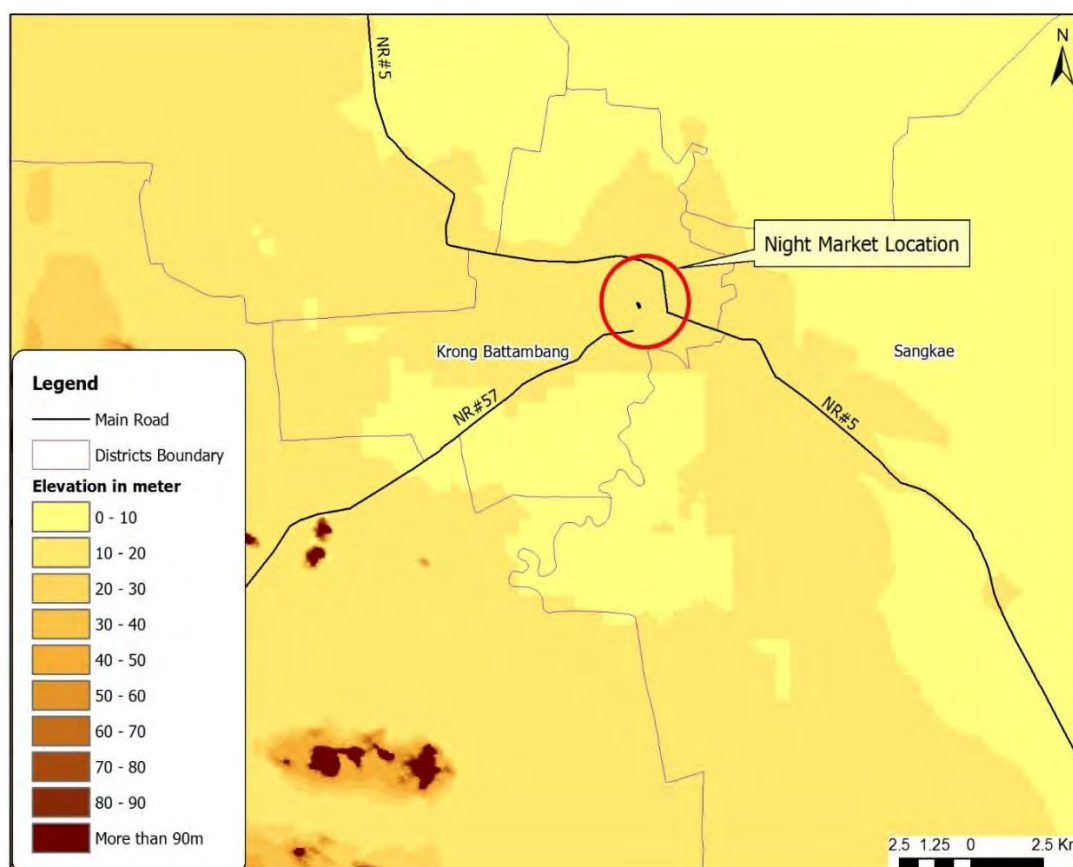 NR#5
N
Night Market Location
Krong Battambang
Sangkae
NR#57
NR#5
Legend
Main Road
Districts Boundary
Elevation in meter
0 - 10
10 - 20
20 - 30
30 - 40
40 - 50
50 - 60
60 - 70
70 - 80
80 - 90
More than 90m
2.5 1.25 0 2.5 Km